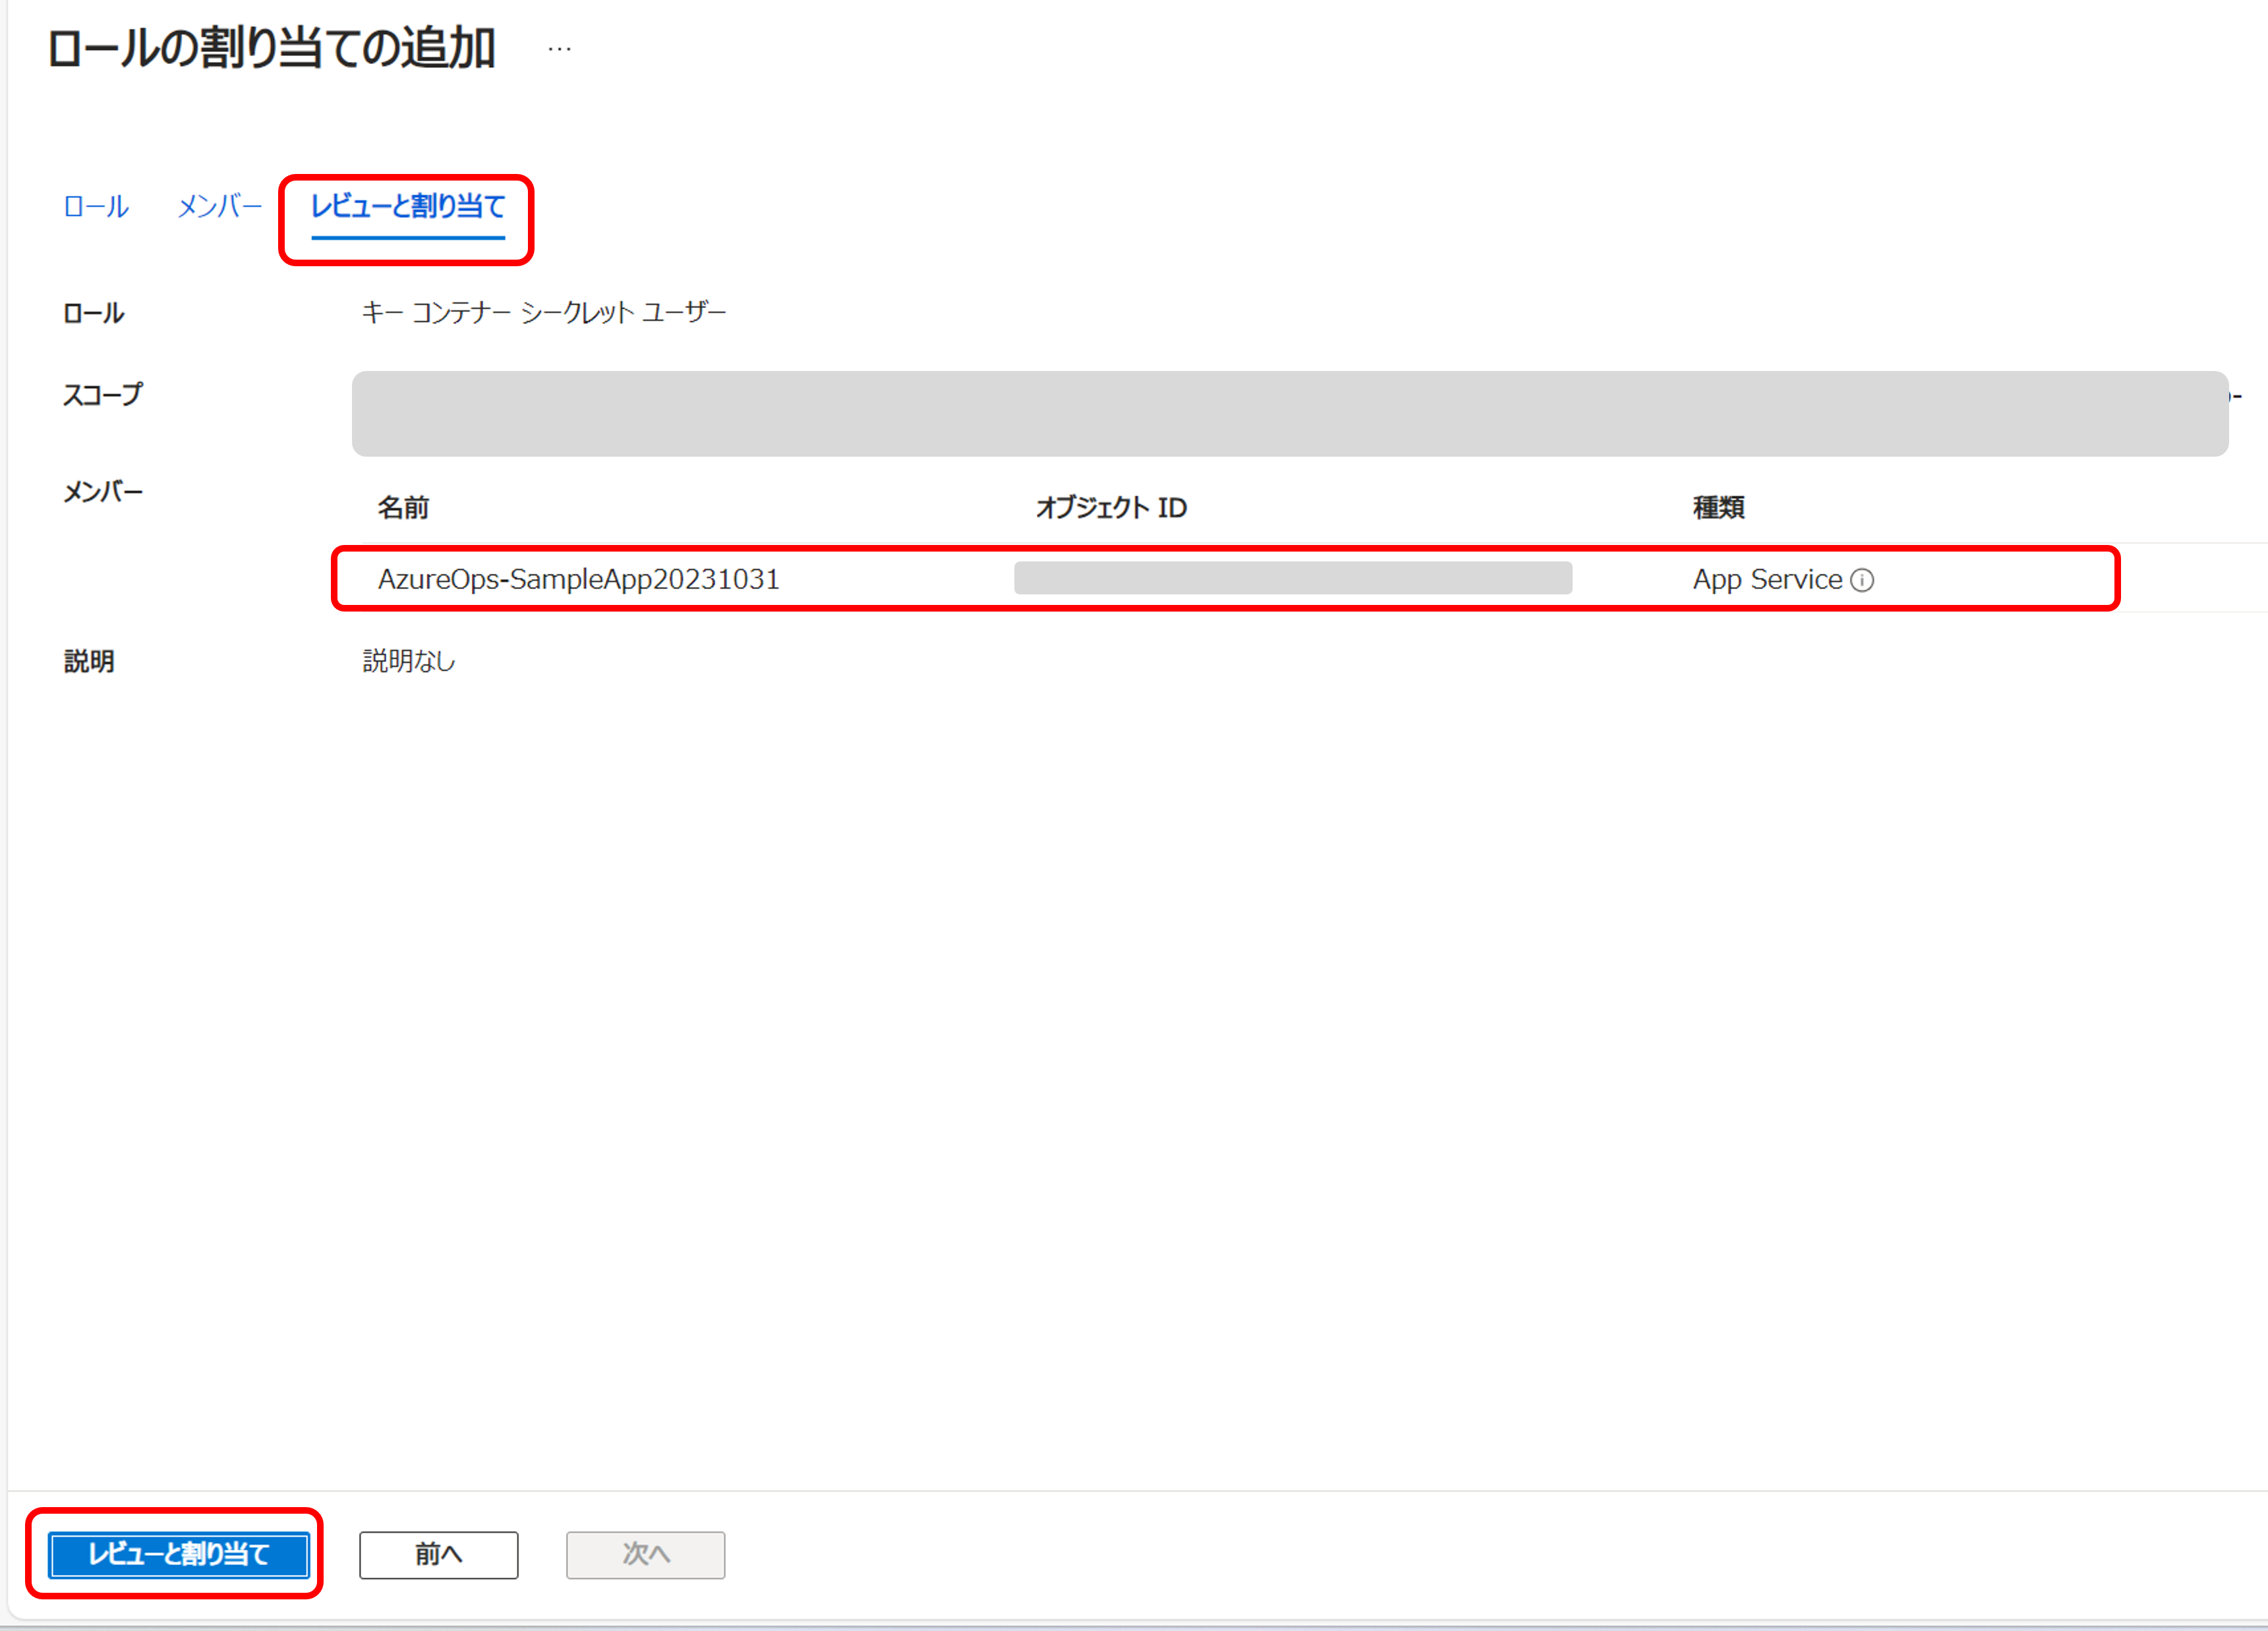 ロールの割り当ての追加 …
ロール メンバー レビューと割り当て
ロール キー コンテナー シークレット ユーザー
スコープ
メンバー
名前 オブジェクト ID 種類
AzureOps-SampleApp20231031 App Service
説明 説明なし
レビューと割り当て 前へ 次へ